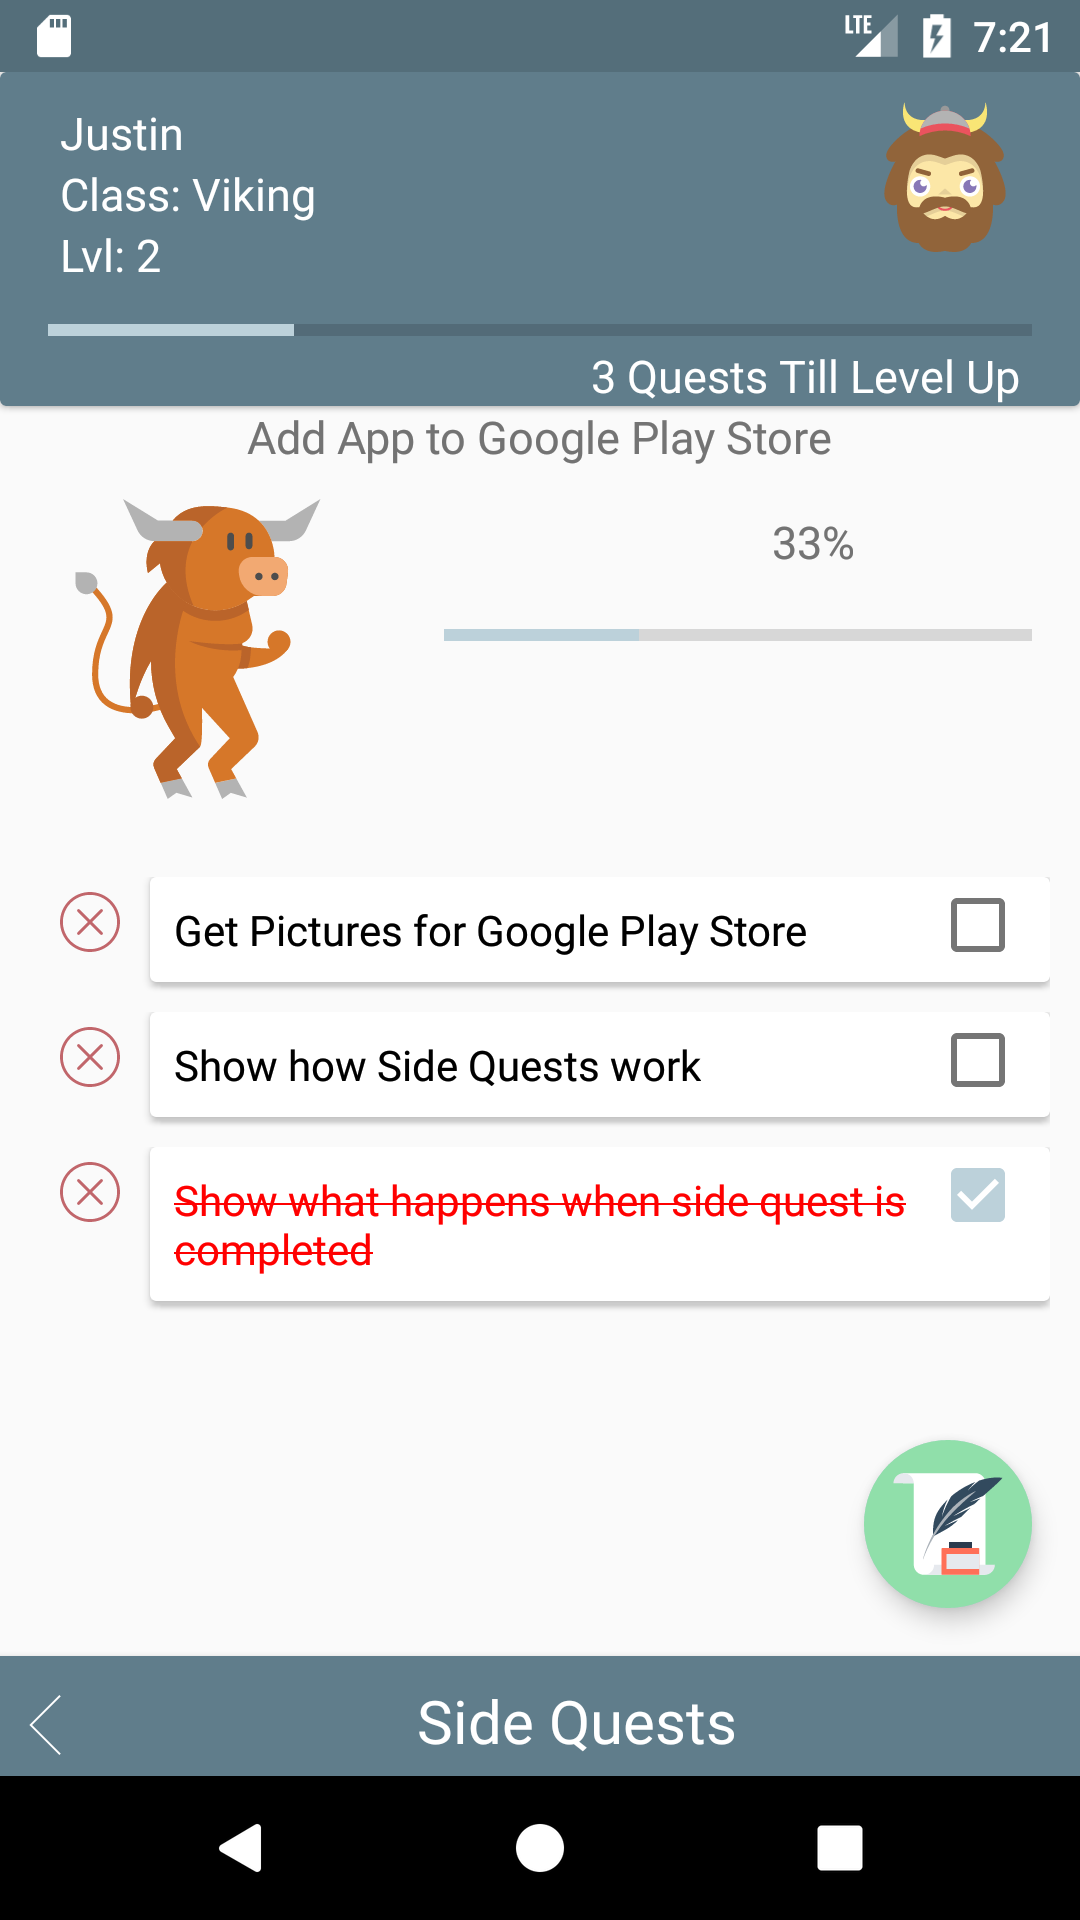 LTE 7:21
Justin
Class: Viking
Lvl: 2
3 Quests Till Level Up
Add App to Google Play Store
33%
Get Pictures for Google Play Store
Show how Side Quests work
Show what happens when side quest is
completed
Side Quests